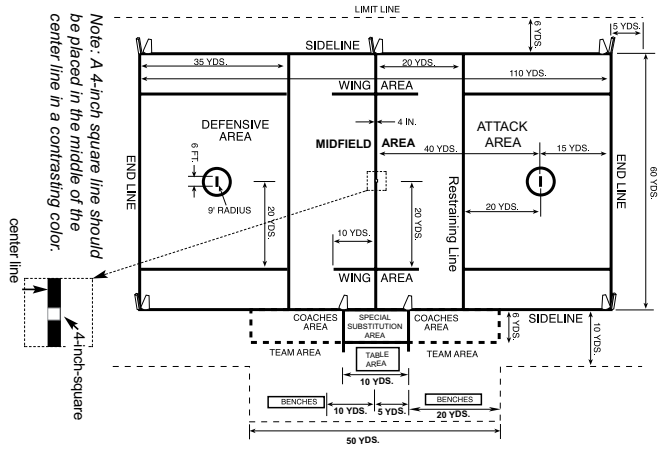 LIMIT LINE
6 YDS.
5 YDS.
SIDELINE
35 YDS.
20 YDS.
110 YDS.
WING AREA
4 IN.
DEFENSIVE
AREA
MIDFIELD AREA
ATTACK
AREA
40 YDS.
15 YDS.
6 FT.
9' RADIUS
END LINE
END LINE
60 YDS.
20 YDS.
20 YDS.
Restraining Line
20 YDS.
10 YDS.
WING AREA
Note: A 4-inch square line should
be placed in the middle of the
center line in a contrasting color.
center line
4-inch-square
COACHES
AREA
SPECIAL
SUBSTITUTION
AREA
COACHES
AREA
SIDELINE
6 YDS.
10 YDS.
TEAM AREA
TABLE
AREA
TEAM AREA
10 YDS.
BENCHES
10 YDS.
5 YDS.
BENCHES
20 YDS.
50 YDS.